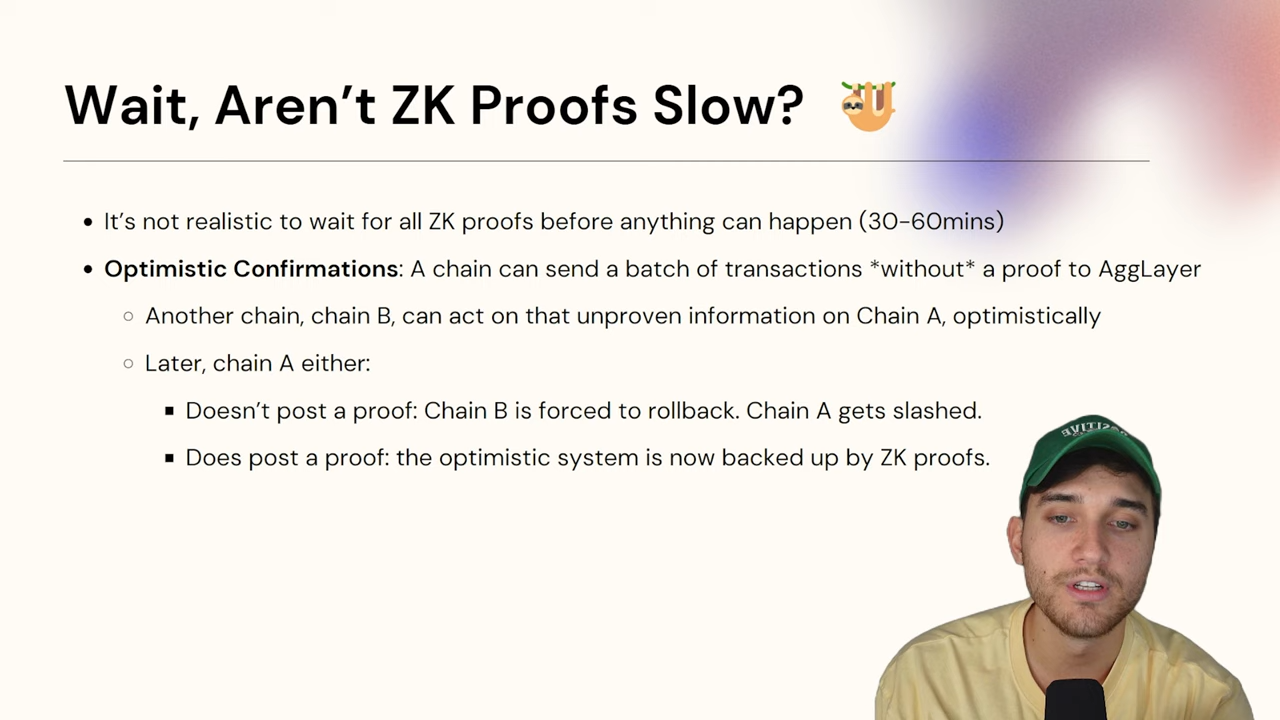 Wait, Aren’t ZK Proofs Slow?
It’s not realistic to wait for all ZK proofs before anything can happen (30-60mins)
Optimistic Confirmations: A chain can send a batch of transactions *without* a proof to AggLayer
Another chain, chain B, can act on that unproven information on Chain A, optimistically
Later, chain A either:
Doesn’t post a proof: Chain B is forced to rollback. Chain A gets slashed.
Does post a proof: the optimistic system is now backed up by ZK proofs.
POSITIVE